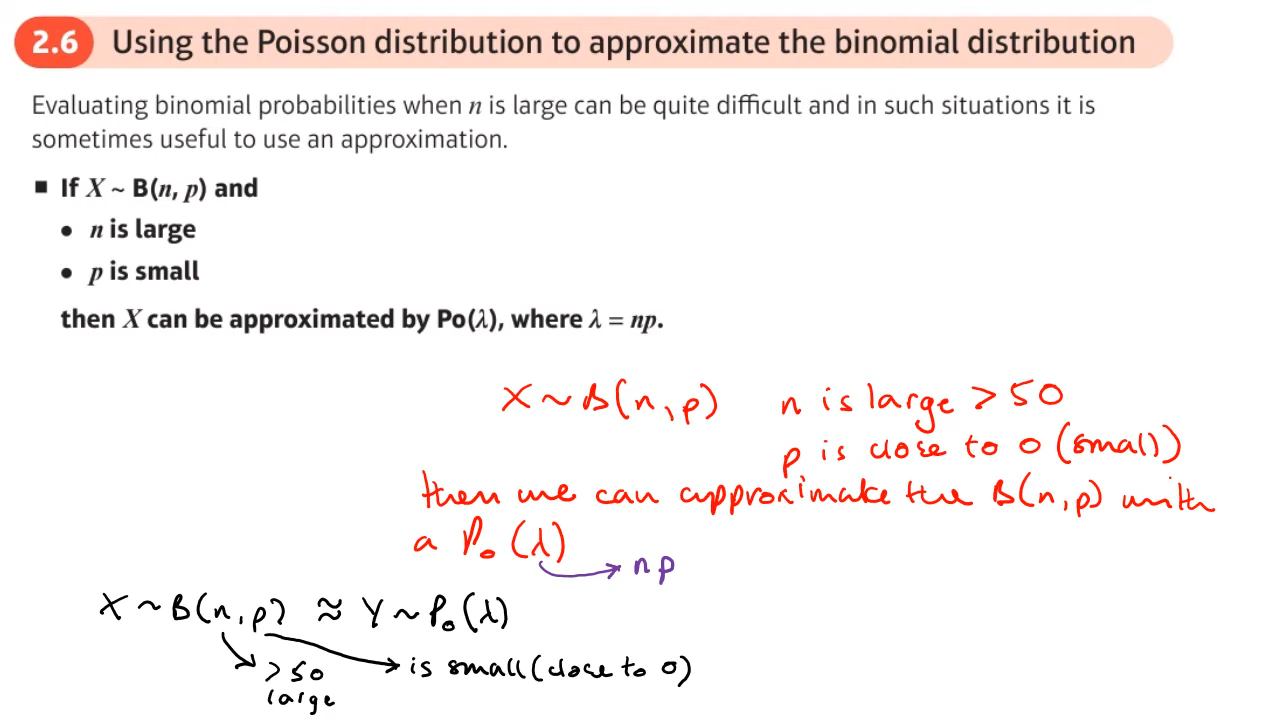 2.6 Using the Poisson distribution to approximate the binomial distribution
Evaluating binomial probabilities when n is large can be quite difficult and in such situations it is
sometimes useful to use an approximation.
■ If X ~ B(n, p) and
• n is large
• p is small
then X can be approximated by Po(λ), where λ = np.
X ~ B(n, p) n is large > 50
p is close to 0 (small)
then we can approximate the B(n, p) with
a Po(λ)
→ np
X ~ B(n, p) ≈ Y ~ Po(λ)
> 50
large
→ is small (close to 0)